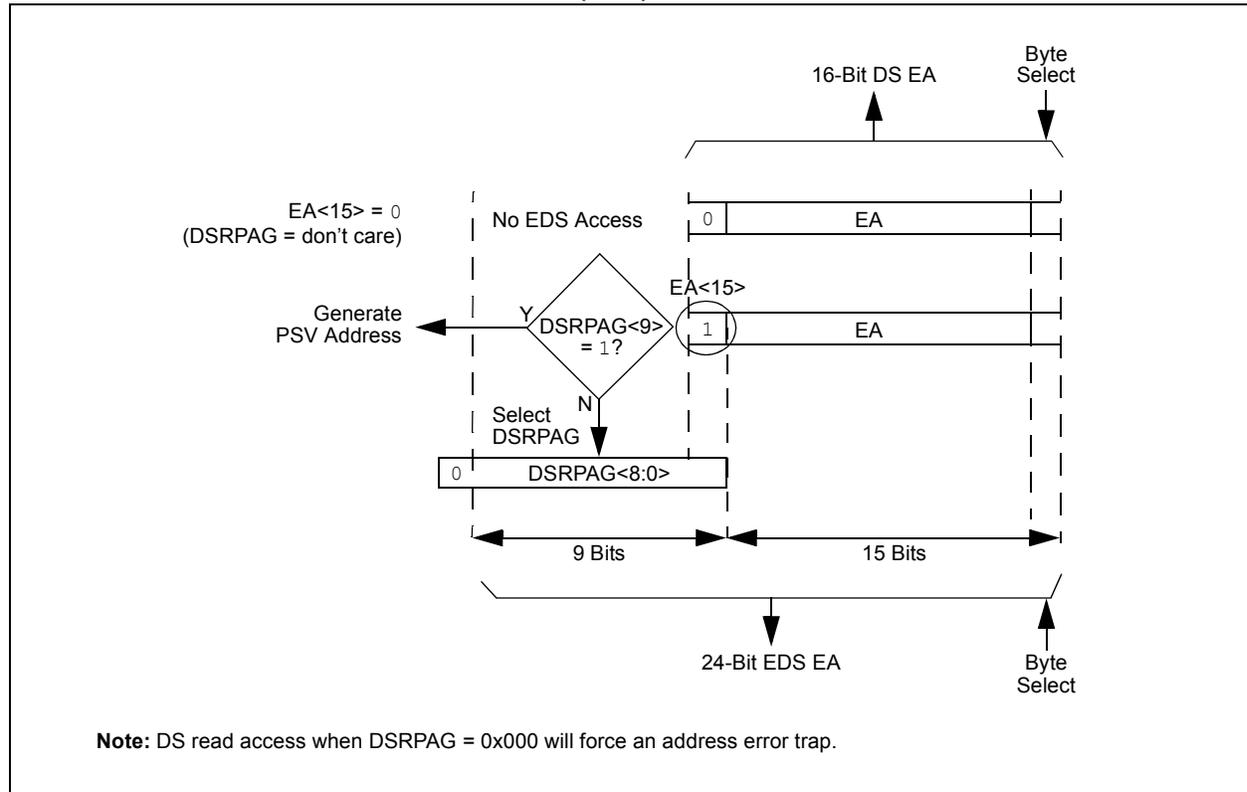 16-Bit DS EA
Byte
Select
EA<15> = 0
(DSRPAG = don't care)
No EDS Access
0
EA
EA<15>
Generate
PSV Address
Y
DSRPAG<9>
= 1?
1
EA
N
Select
DSRPAG
0
DSRPAG<8:0>
9 Bits
15 Bits
24-Bit EDS EA
Byte
Select
Note: DS read access when DSRPAG = 0x000 will force an address error trap.